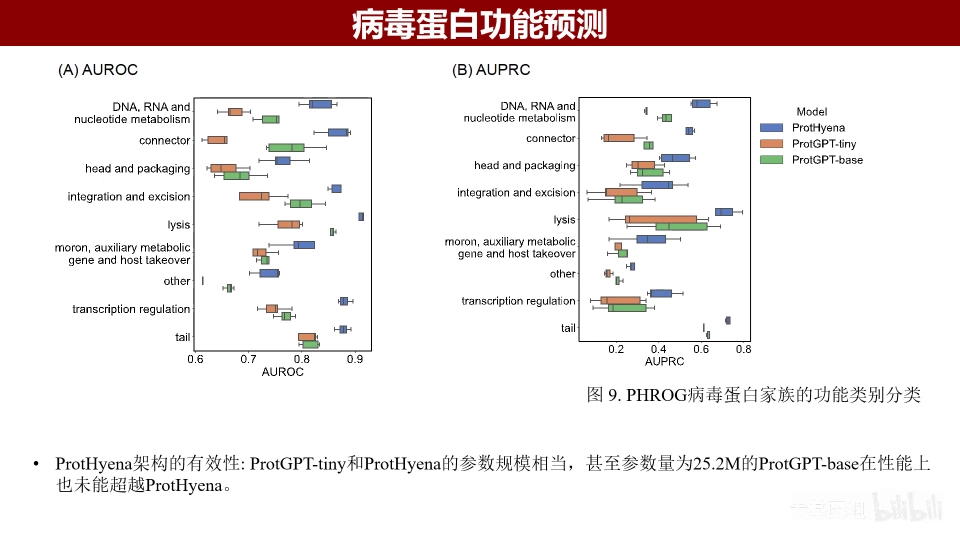 病毒蛋白功能预测
(A) AUROC
DNA, RNA and
nucleotide metabolism
connector
head and packaging
integration and excision
lysis
moron, auxiliary metabolic
gene and host takeover
other
transcription regulation
tail
0.6 0.7 0.8 0.9
AUROC
(B) AUPRC
DNA, RNA and
nucleotide metabolism
connector
head and packaging
integration and excision
lysis
moron, auxiliary metabolic
gene and host takeover
other
transcription regulation
tail
0.2 0.4 0.6 0.8
AUPRC
Model
ProtHyena
ProtGPT-tiny
ProtGPT-base
图 9. PHROG病毒蛋白家族的功能类别分类
• ProtHyena架构的有效性: ProtGPT-tiny和ProtHyena的参数规模相当，甚至参数量为25.2M的ProtGPT-base在性能上
也未能超越ProtHyena。
bilibili